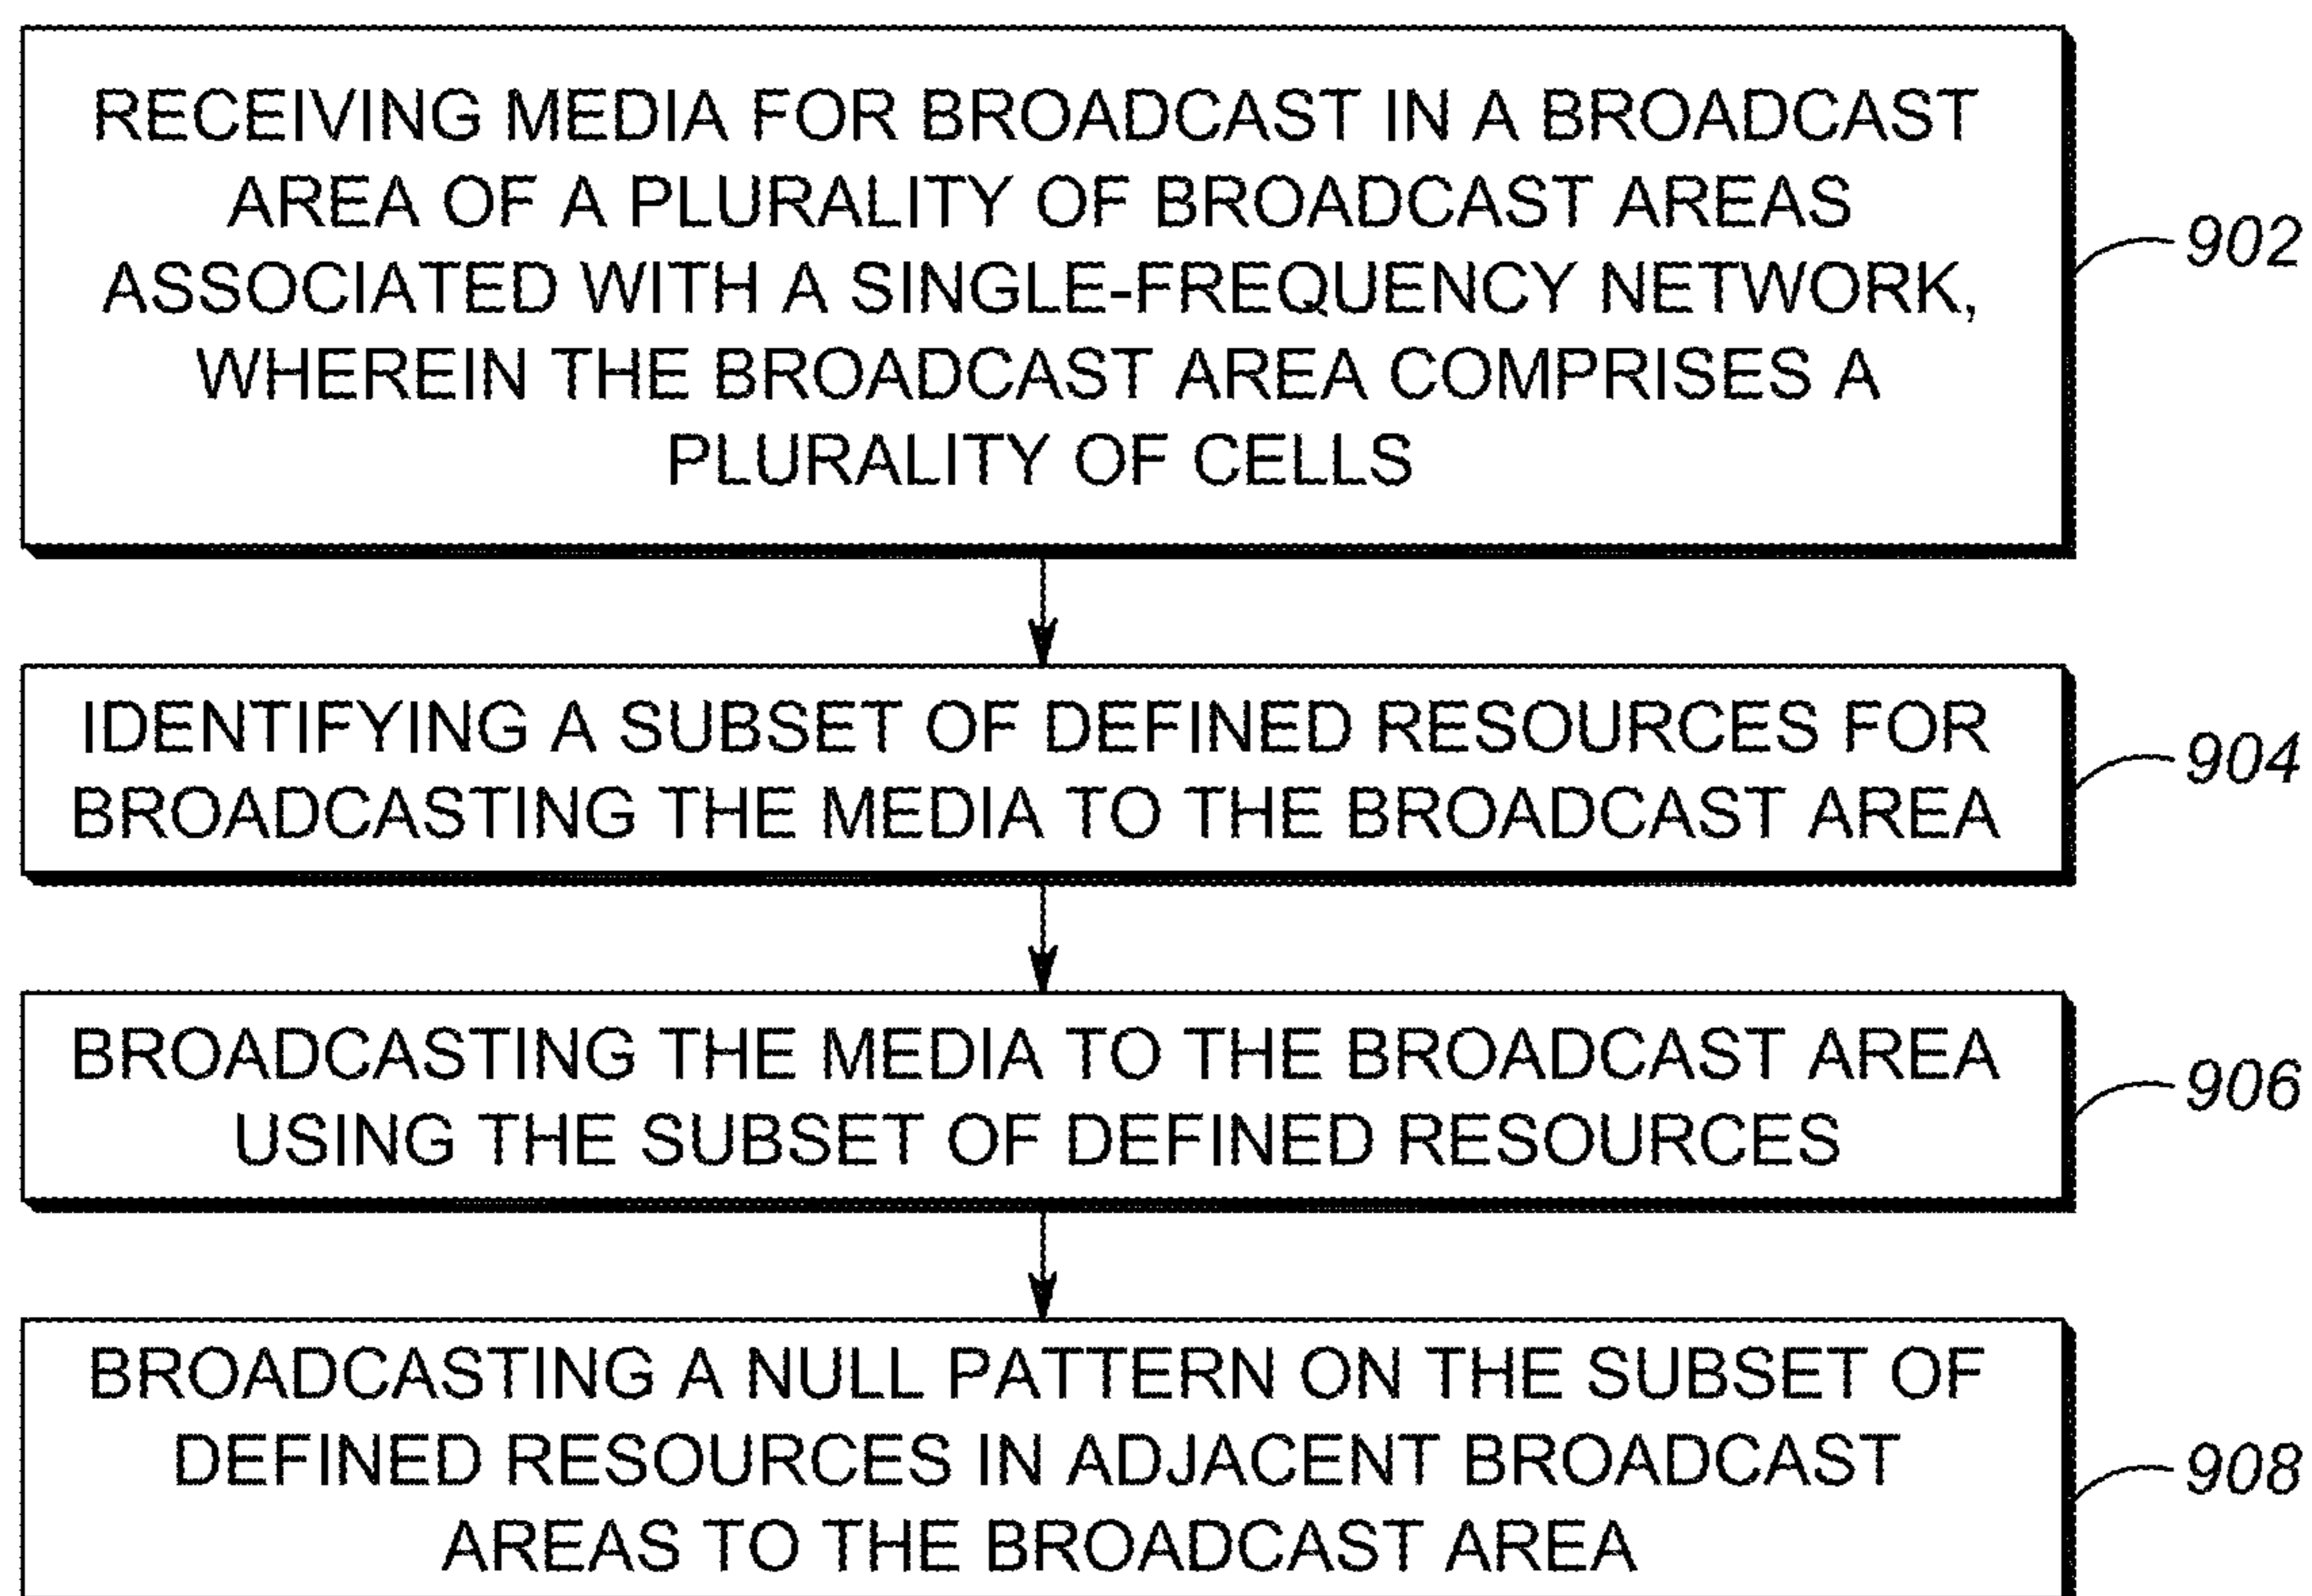 RECEIVING MEDIA FOR BROADCAST IN A BROADCAST
AREA OF A PLURALITY OF BROADCAST AREAS
ASSOCIATED WITH A SINGLE-FREQUENCY NETWORK,
WHEREIN THE BROADCAST AREA COMPRISES A
PLURALITY OF CELLS
902
IDENTIFYING A SUBSET OF DEFINED RESOURCES FOR
BROADCASTING THE MEDIA TO THE BROADCAST AREA
904
BROADCASTING THE MEDIA TO THE BROADCAST AREA
USING THE SUBSET OF DEFINED RESOURCES
906
BROADCASTING A NULL PATTERN ON THE SUBSET OF
DEFINED RESOURCES IN ADJACENT BROADCAST
AREAS TO THE BROADCAST AREA
908